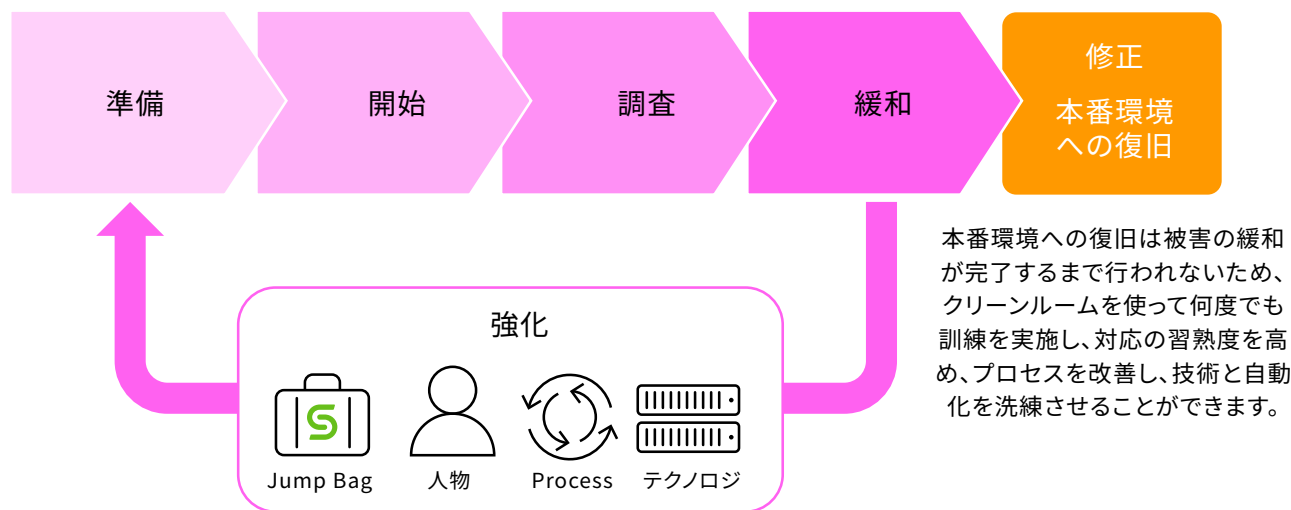 準備
開始
調査
緩和
修正
本番環境
への復旧
本番環境への復旧は被害の緩和
が完了するまで行われないため、
クリーンルームを使って何度でも
訓練を実施し、対応の習熟度を高
め、プロセスを改善し、技術と自動
化を洗練させることができます。
強化
Jump Bag
人物
Process
テクノロジ